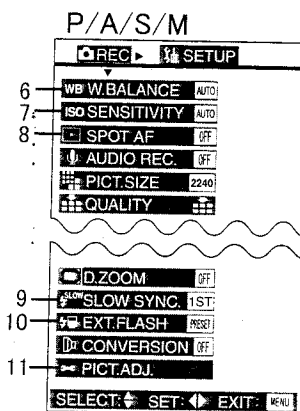 P/A/S/M
REC ▶ SETUP
6 WB W.BALANCE AUTO
7 ISO SENSITIVITY AUTO
8 SPOT AF OFF
AUDIO REC. OFF
PICT.SIZE 2240
QUALITY
D.ZOOM OFF
9 SLOW SLOW SYNC. 1ST
10 EXT.FLASH PRESET
CONVERSION OFF
11 PICT.ADJ.
SELECT: SET: EXIT: MENU